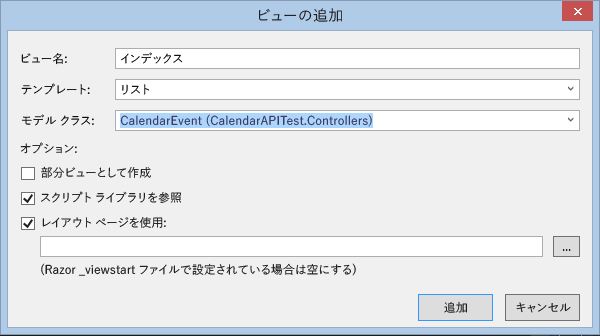 ビューの追加
ビュー名: インデックス
テンプレート: リスト
モデル クラス: CalendarEvent (CalendarAPITest.Controllers)
オプション:
部分ビューとして作成
スクリプト ライブラリを参照
レイアウト ページを使用:
...
(Razor _viewstart ファイルで設定されている場合は空にする)
追加 キャンセル